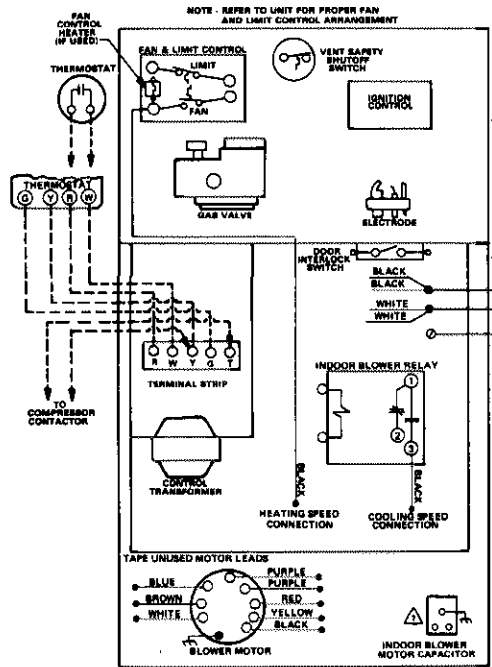 NOTE - REFER TO UNIT FOR PROPER FAN
AND LIMIT CONTROL ARRANGEMENT
FAN
CONTROL
HEATER
(IF USED)
THERMOSTAT
FAN & LIMIT CONTROL
LIMIT
FAN
VENT SAFETY
SHUTOFF
SWITCH
IGNITION
CONTROL
GAS VALVE
ELECTRODE
THERMOSTAT
G Y R W
DOOR
INTERLOCK
SWITCH
BLACK
BLACK
WHITE
WHITE
R W Y G T
TERMINAL STRIP
TO
COMPRESSOR
CONTACTOR
INDOOR BLOWER RELAY
1
2
3
CONTROL
TRANSFORMER
BLACK
HEATING SPEED
CONNECTION
BLACK
COOLING SPEED
CONNECTION
TAPE UNUSED MOTOR LEADS
BLUE
BROWN
WHITE
PURPLE
PURPLE
RED
YELLOW
BLACK
BLOWER MOTOR
?
INDOOR BLOWER
MOTOR CAPACITOR